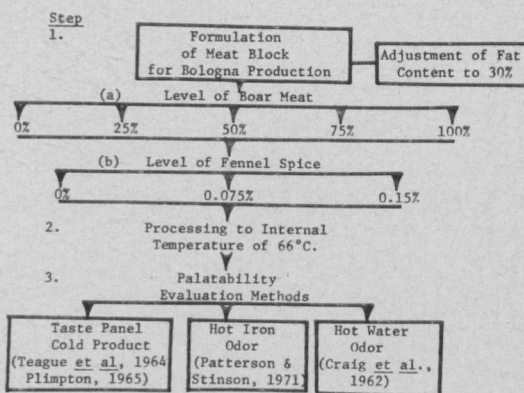 Step
1.
Formulation
of Meat Block
for Bologna Production
Adjustment of Fat
Content to 30%
(a) Level of Boar Meat
0% 25% 50% 75% 100%
(b) Level of Fennel Spice
0% 0.075% 0.15%
2. Processing to Internal
Temperature of 66°C.
3. Palatability
Evaluation Methods
Taste Panel
Cold Product
(Teague et al, 1964
Plimpton, 1965)
Hot Iron
Odor
(Patterson &
Stinson, 1971)
Hot Water
Odor
(Craig et al.,
1962)